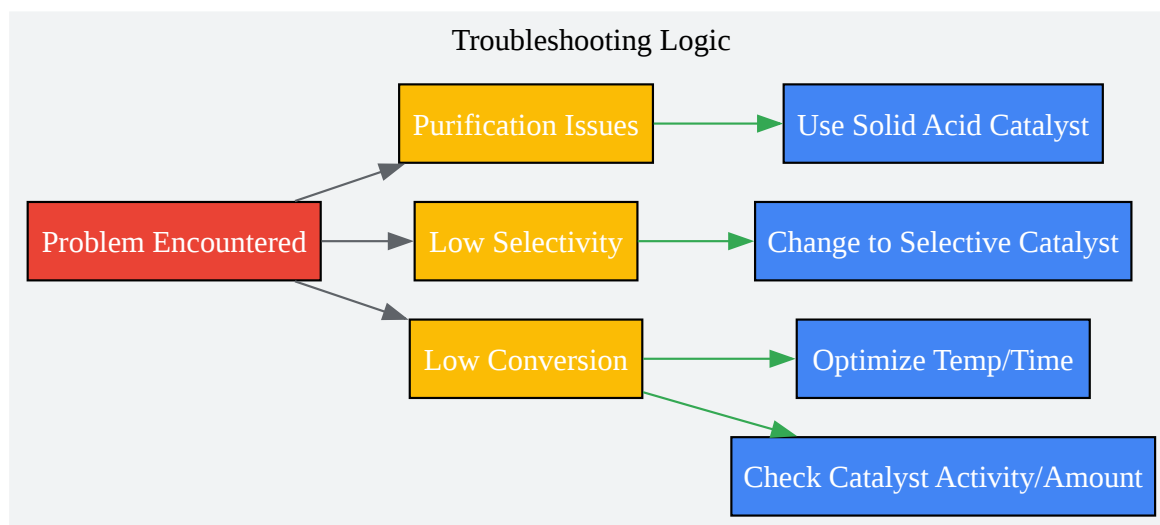 Troubleshooting Logic
Purification Issues
Use Solid Acid Catalyst
Problem Encountered
Low Selectivity
Change to Selective Catalyst
Low Conversion
Optimize Temp/Time
Check Catalyst Activity/Amount